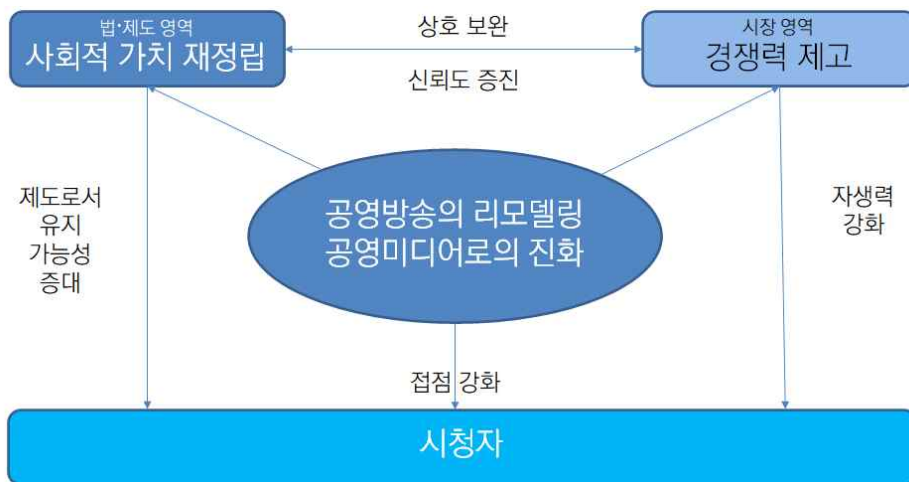 법·제도 영역
사회적 가치 재정립
상호 보완
신뢰도 증진
시장 영역
경쟁력 제고
제도로서
유지
가능성
증대
공영방송의 리모델링
공영미디어로의 진화
자생력
강화
접점 강화
시청자